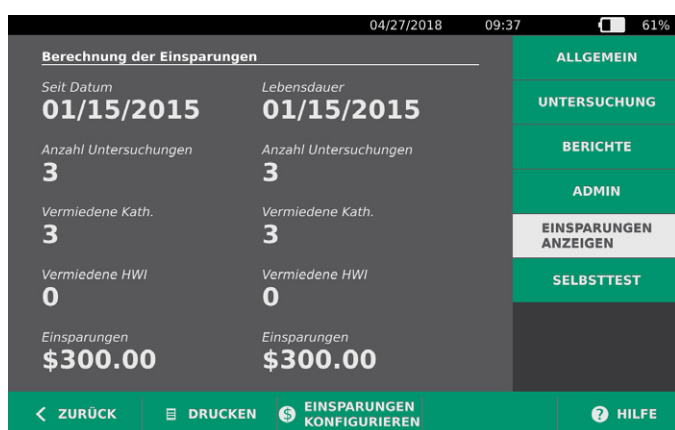 04/27/2018 09:37 61%
Berechnung der Einsparungen
Seit Datum
01/15/2015
Lebensdauer
01/15/2015
Anzahl Untersuchungen
3
Anzahl Untersuchungen
3
Vermiedene Kath.
3
Vermiedene Kath.
3
Vermiedene HWI
0
Vermiedene HWI
0
Einsparungen
$300.00
Einsparungen
$300.00
ALLGEMEIN
UNTERSUCHUNG
BERICHTE
ADMIN
EINSPARUNGEN
ANZEIGEN
SELBSTTEST
ZURÜCK
DRUCKEN
$ EINSPARUNGEN
KONFIGURIEREN
? HILFE